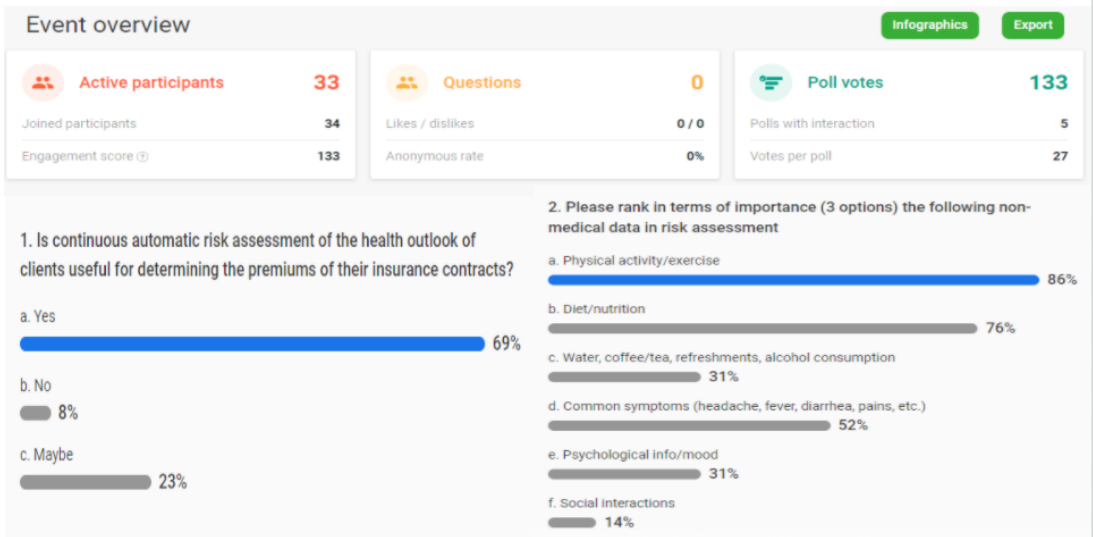 Event overview
Infographics
Export
Active participants 33
Joined participants 34
Engagement score 133
Questions 0
Likes / dislikes 0 / 0
Anonymous rate 0%
Poll votes 133
Polls with interaction 5
Votes per poll 27
1. Is continuous automatic risk assessment of the health outlook of
clients useful for determining the premiums of their insurance contracts?
a. Yes
69%
b. No
8%
c. Maybe
23%
2. Please rank in terms of importance (3 options) the following non-
medical data in risk assessment
a. Physical activity/exercise
86%
b. Diet/nutrition
76%
c. Water, coffee/tea, refreshments, alcohol consumption
31%
d. Common symptoms (headache, fever, diarrhea, pains, etc.)
52%
e. Psychological info/mood
31%
f. Social interactions
14%